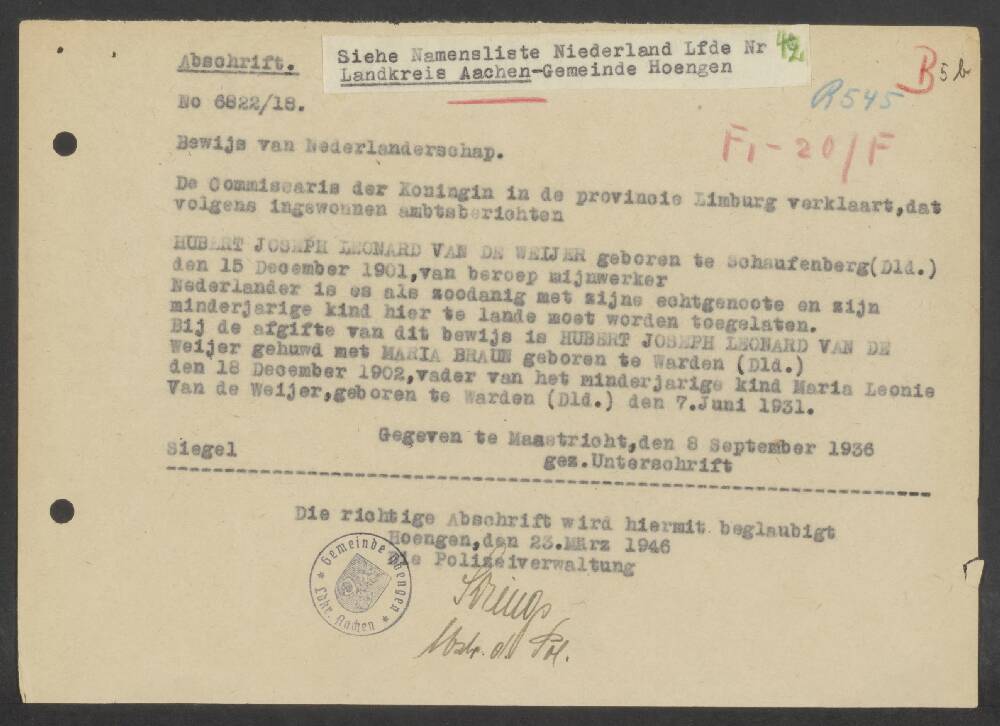 Abschrift.
Siehe Namensliste Niederland Lfde Nr 42
Landkreis Aachen-Gemeinde Hoengen
B 5b
R545
No 6822/18.
F1-20/F
Bewijs van Nederlanderschap.
De Commissaris der Koningin in de provincie Limburg verklaart,dat
volgens ingewonnen ambtsberichten
HUBERT JOSEPH LEONARD VAN DE WEIJER geboren te Schaufenberg(Dld.)
den 15 December 1901,van beroep mijnwerker
Nederlander is es als zoodanig met zijne echtgenoote en zijn
minderjarige kind hier te lande moet worden toegelaten.
Bij de afgifte van dit bewijs is HUBERT JOSEPH LEONARD VAN DE
Weijer gehuwd met MARIA BRAUN geboren te Warden (Dld.)
den 18 December 1902,vader van het minderjarige kind Maria Leonie
Van de Weijer,geboren te Warden (Dld.) den 7.Juni 1931.
Gegeven te Maastricht,den 8 September 1936
Siegel
gez.Unterschrift
Die richtige Abschrift wird hiermit beglaubigt
Hoengen,den 23.März 1946
Die Polizeiverwaltung
Gemeinde Höengen
Ldkr. Aachen
d. Pol.